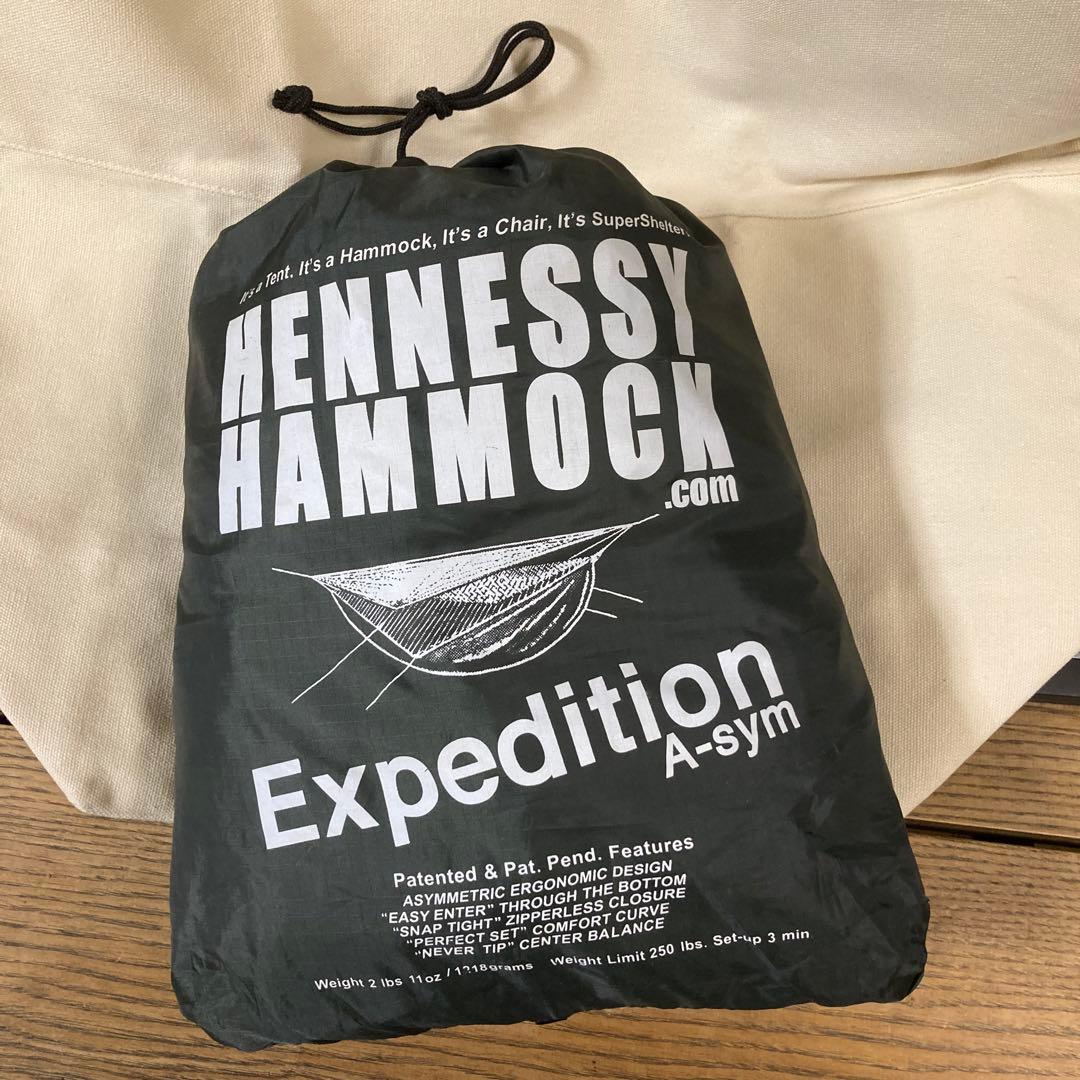 It's a Tent. It's a Hammock, It's a Chair, It's SuperShelter.
HENNESSY
HAMMOCK
.com
Expedition
A-sym
Patented & Pat. Pend. Features
ASYMMETRIC ERGONOMIC DESIGN
“EASY ENTER” THROUGH THE BOTTOM
“SNAP TIGHT” ZIPPERLESS CLOSURE
“PERFECT SET” COMFORT CURVE
“NEVER TIP” CENTER BALANCE
Weight 2 lbs 11oz / 1218grams Weight Limit 250 lbs. Set-up 3 min